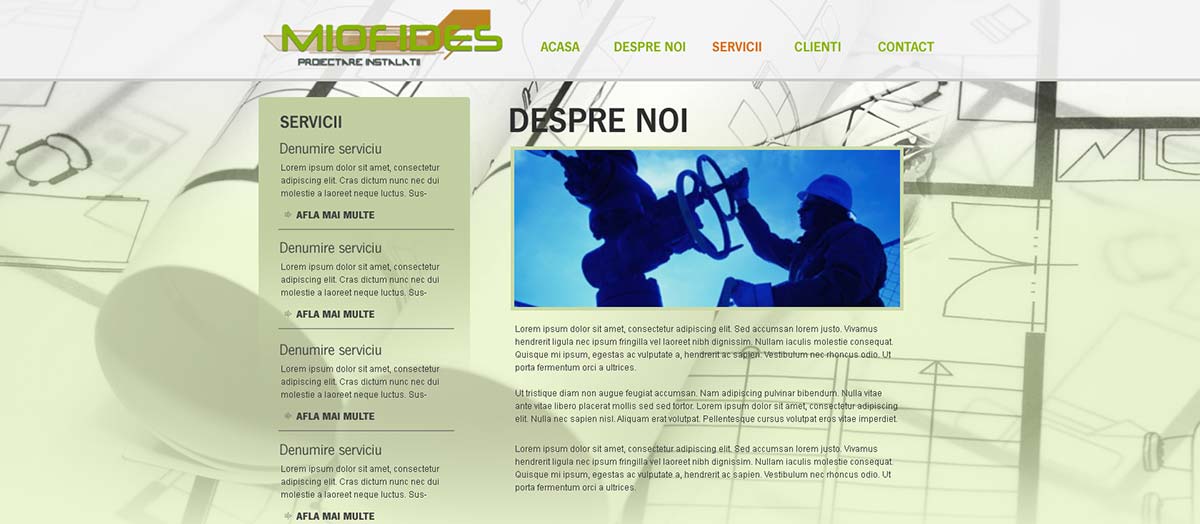 MIOFIDES
PROIECTARE INSTALATII
ACASA DESPRE NOI SERVICII CLIENTI CONTACT
SERVICII
Denumire serviciu
Lorem ipsum dolor sit amet, consectetur
adipiscing elit. Cras dictum nunc nec dui
molestie a laoreet neque luctus. Sus-
AFLA MAI MULTE
Denumire serviciu
Lorem ipsum dolor sit amet, consectetur
adipiscing elit. Cras dictum nunc nec dui
molestie a laoreet neque luctus. Sus-
AFLA MAI MULTE
Denumire serviciu
Lorem ipsum dolor sit amet, consectetur
adipiscing elit. Cras dictum nunc nec dui
molestie a laoreet neque luctus. Sus-
AFLA MAI MULTE
Denumire serviciu
Lorem ipsum dolor sit amet, consectetur
adipiscing elit. Cras dictum nunc nec dui
molestie a laoreet neque luctus. Sus-
AFLA MAI MULTE
DESPRE NOI
Lorem ipsum dolor sit amet, consectetur adipiscing elit. Sed accumsan lorem justo. Vivamus
hendrerit ligula nec ipsum fringilla vel laoreet nibh dignissim. Nullam iaculis molestie consequat.
Quisque mi ipsum, egestas ac vulputate a, hendrerit ac sapien. Vestibulum nec rhoncus odio. Ut
porta fermentum orci a ultrices.
Ut tristique diam non augue feugiat accumsan. Nam adipiscing pulvinar bibendum. Nulla vitae
ante vitae libero placerat mollis sed sed tortor. Lorem ipsum dolor sit amet, consectetur adipiscing
elit. Nulla nec sapien nisl. Aliquam erat volutpat. Pellentesque cursus volutpat eros vitae imperdiet.
Lorem ipsum dolor sit amet, consectetur adipiscing elit. Sed accumsan lorem justo. Vivamus
hendrerit ligula nec ipsum fringilla vel laoreet nibh dignissim. Nullam iaculis molestie consequat.
Quisque mi ipsum, egestas ac vulputate a, hendrerit ac sapien. Vestibulum nec rhoncus odio. Ut
porta fermentum orci a ultrices.